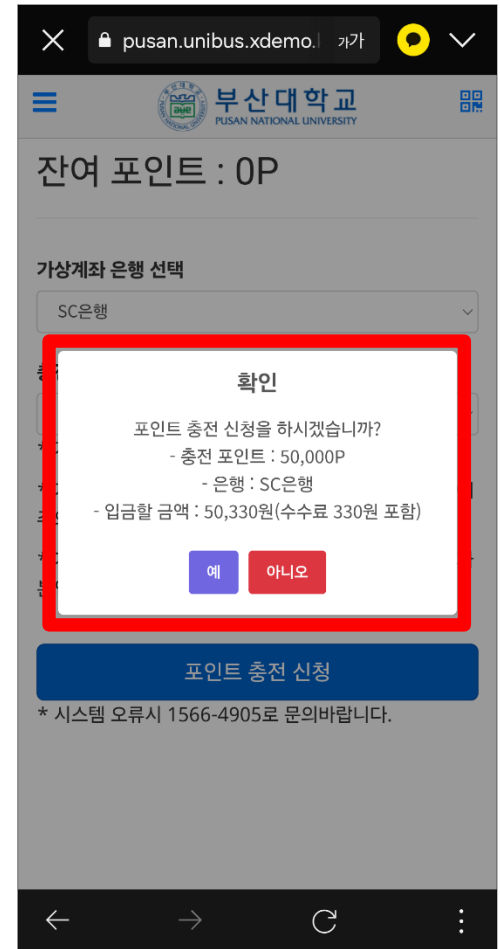 pusan.unibus.xdemo.
가가
부산대학교
PUSAN NATIONAL UNIVERSITY
잔여 포인트 : 0P
가상계좌 은행 선택
SC은행
확인
포인트 충전 신청을 하시겠습니까?
- 충전 포인트 : 50,000P
- 은행 : SC은행
- 입금할 금액 : 50,330원(수수료 330원 포함)
예
아니오
포인트 충전 신청
* 시스템 오류시 1566-4905로 문의바랍니다.